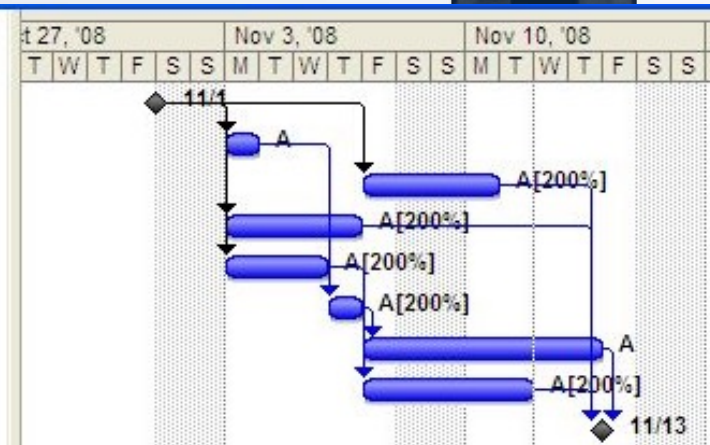 t 27, '08 Nov 3, '08 Nov 10, '08
T W T F S S M T W T F S S M T W T F S S
11/1
A
A[200%]
A[200%]
A[200%]
A[200%]
A
A[200%]
11/13